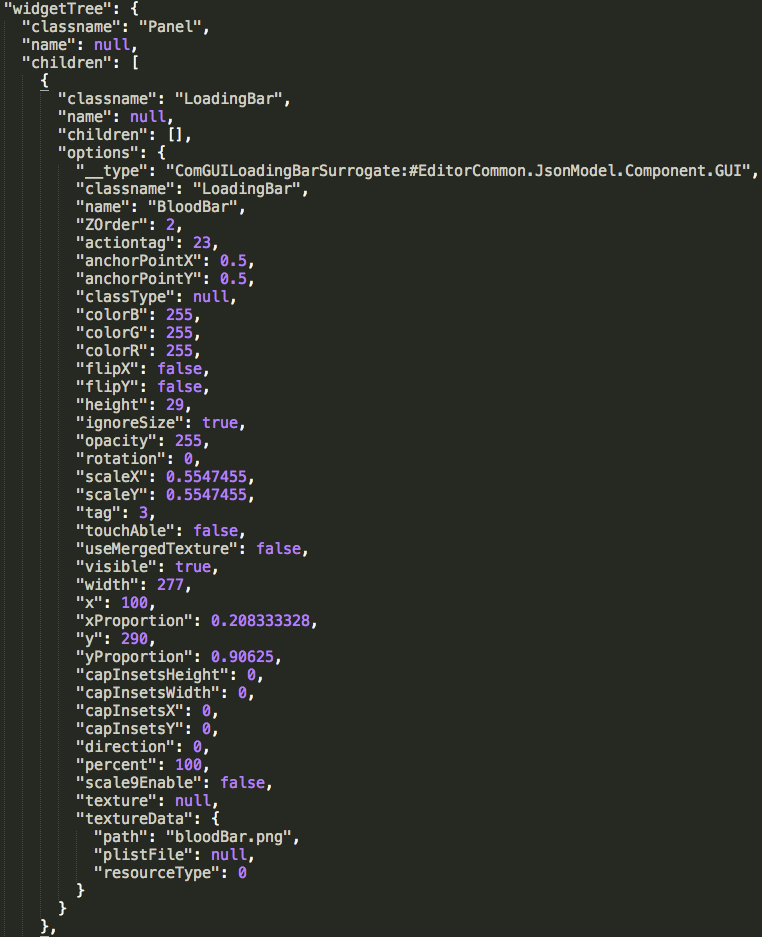 "widgetTree": {
  "classname": "Panel",
  "name": null,
  "children": [
    {
      "classname": "LoadingBar",
      "name": null,
      "children": [],
      "options": {
        "__type": "ComGUILoadingBarSurrogate:#EditorCommon.JsonModel.Component.GUI",
        "classname": "LoadingBar",
        "name": "BloodBar",
        "ZOrder": 2,
        "actiontag": 23,
        "anchorPointX": 0.5,
        "anchorPointY": 0.5,
        "classType": null,
        "colorB": 255,
        "colorG": 255,
        "colorR": 255,
        "flipX": false,
        "flipY": false,
        "height": 29,
        "ignoreSize": true,
        "opacity": 255,
        "rotation": 0,
        "scaleX": 0.5547455,
        "scaleY": 0.5547455,
        "tag": 3,
        "touchAble": false,
        "useMergedTexture": false,
        "visible": true,
        "width": 277,
        "x": 100,
        "xProportion": 0.208333328,
        "y": 290,
        "yProportion": 0.90625,
        "capInsetsHeight": 0,
        "capInsetsWidth": 0,
        "capInsetsX": 0,
        "capInsetsY": 0,
        "direction": 0,
        "percent": 100,
        "scale9Enable": false,
        "texture": null,
        "textureData": {
          "path": "bloodBar.png",
          "plistFile": null,
          "resourceType": 0
        }
      }
    },